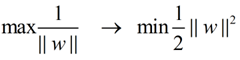 max 1/||w|| → min 1/2 ||w||²